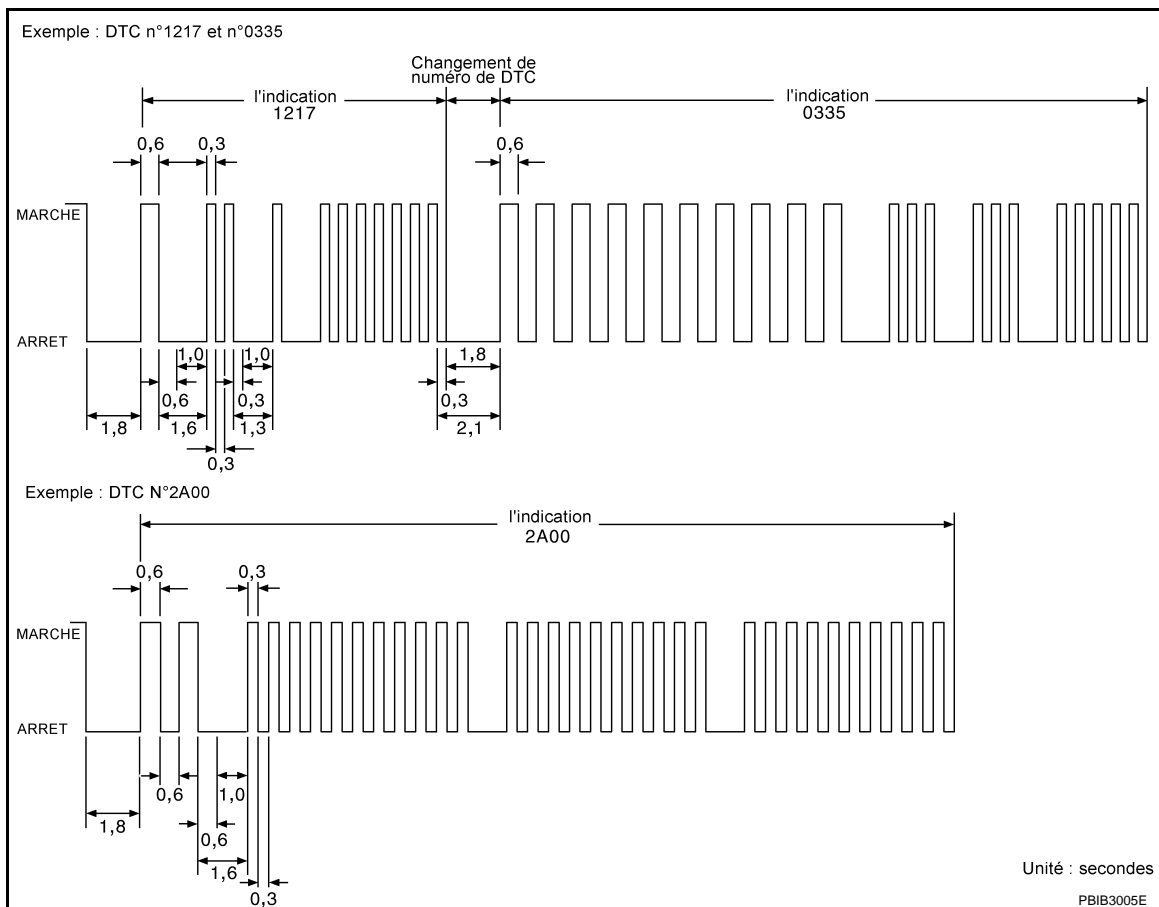 Exemple : DTC n°1217 et n°0335
Changement de
numéro de DTC
l'indication
1217
l'indication
0335
0,6
0,3
0,6
MARCHE
ARRET
1,0
1,0
1,8
0,6
0,3
0,3
1,8
1,6
1,3
2,1
0,3
Exemple : DTC N°2A00
l'indication
2A00
0,6
0,3
MARCHE
ARRET
0,6
1,0
1,8
0,6
1,6
0,3
Unité : secondes
PBIB3005E